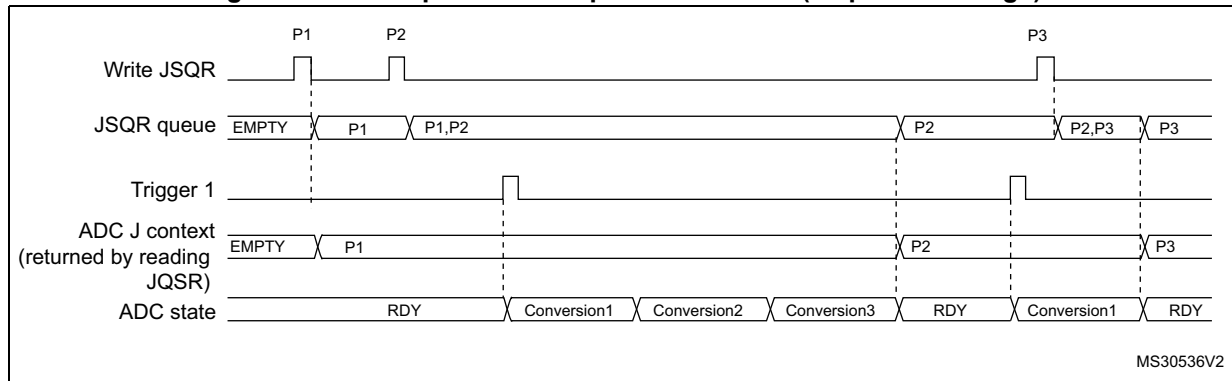 P1 P2 P3
Write JSQR
JSQR queue EMPTY P1 P1,P2 P2 P2,P3 P3
Trigger 1
ADC J context
(returned by reading
JQSR)
EMPTY P1 P2 P3
ADC state RDY Conversion1 Conversion2 Conversion3 RDY Conversion1 RDY
MS30536V2